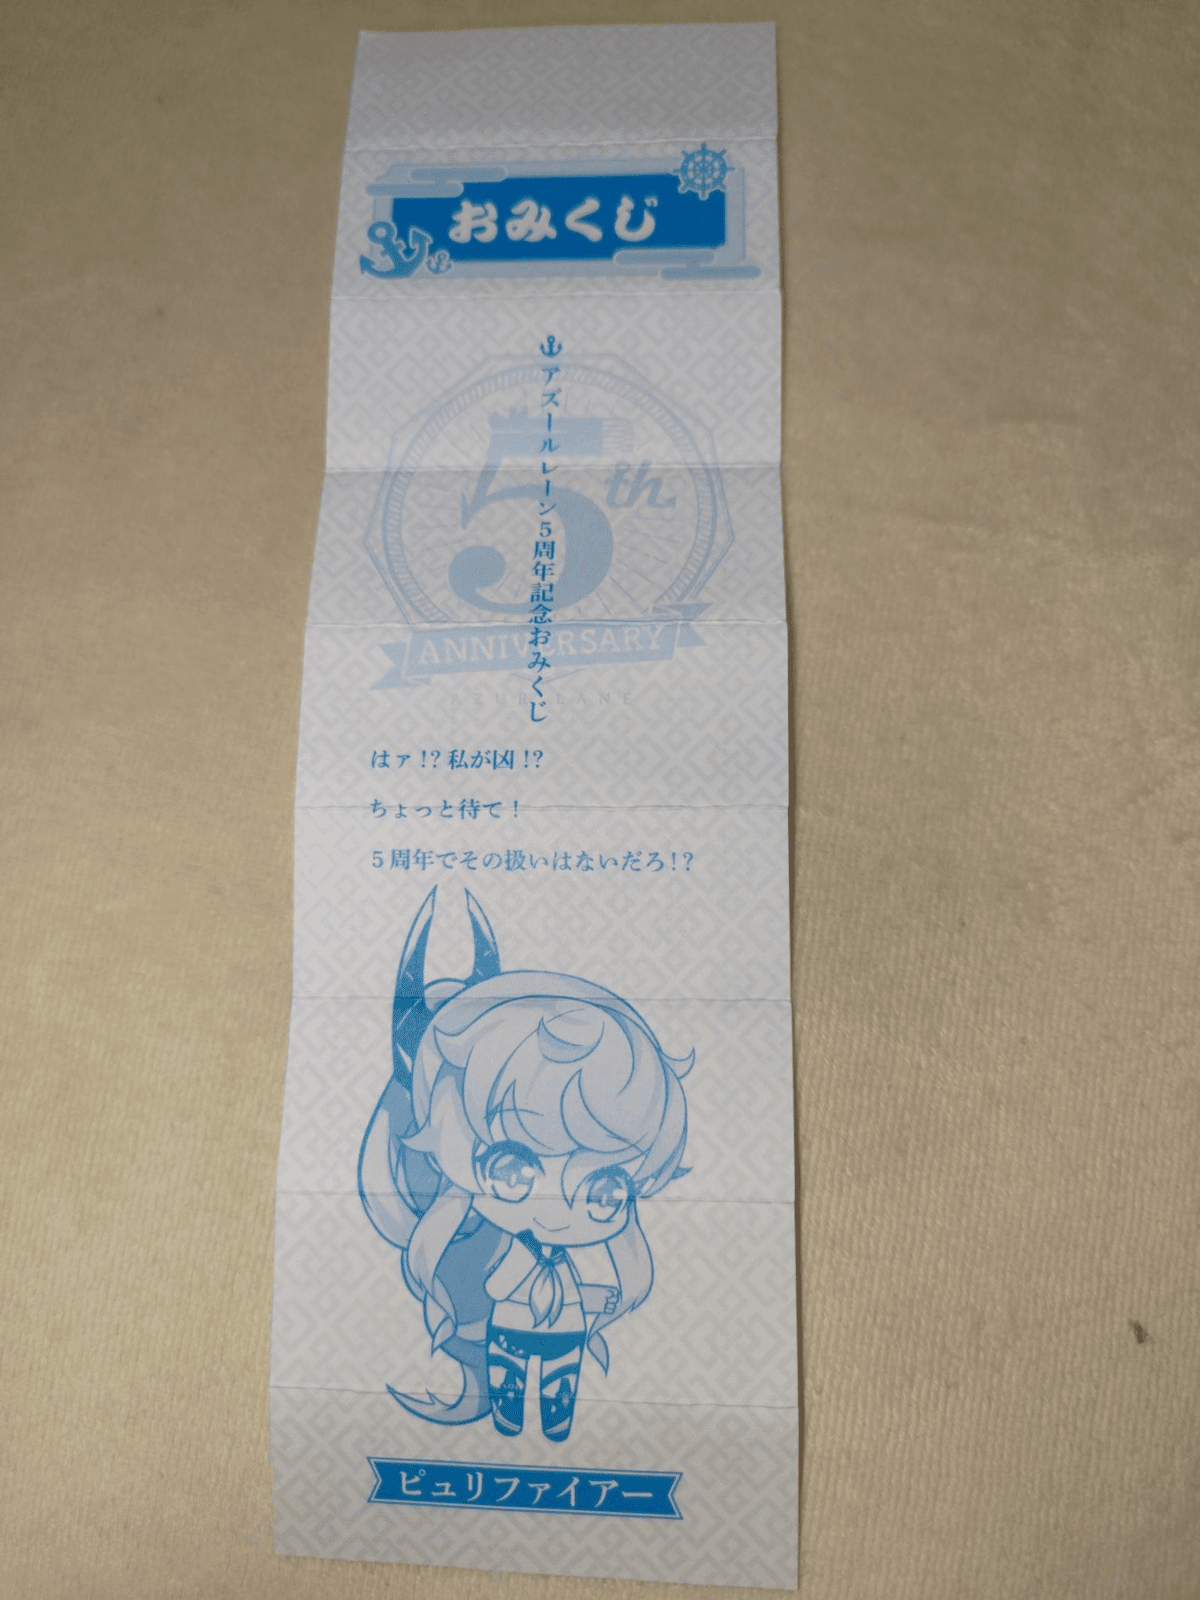 おみくじ
アズールレーン5周年記念おみくじ
5th
ANNIVERSARY
AZUR LANE
はァ!?私が凶!?
ちょっと待て!
5周年でその扱いはないだろ!?
ピュリファイアー